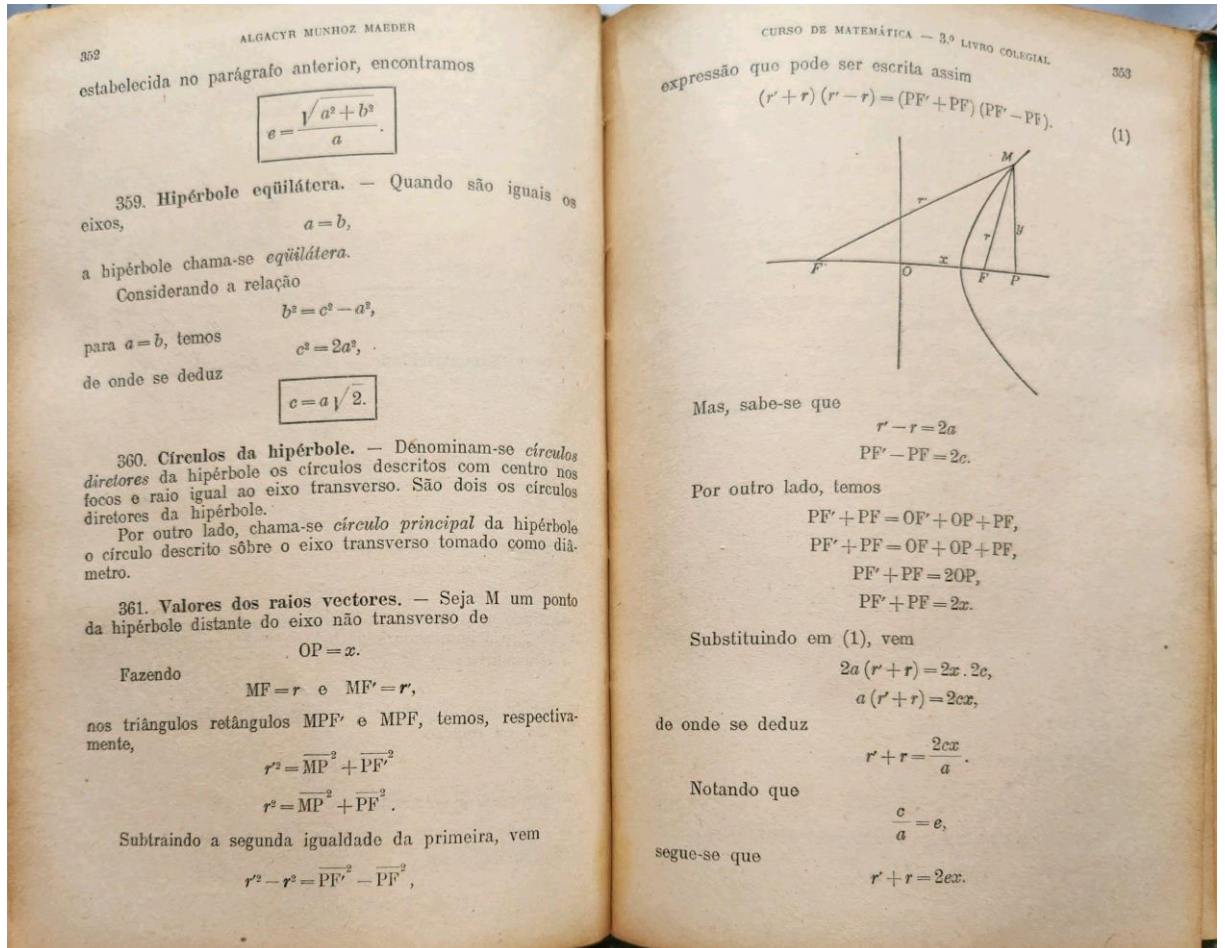 352
ALGACYR MUNHOZ MAEDER
estabelecida no parágrafo anterior, encontramos
e = √(a² + b²) / a .
359. Hipérbole eqüilátera. — Quando são iguais os
eixos,
a = b,
a hipérbole chama-se eqüilátera.
Considerando a relação
b² = c² — a²,
para a = b, temos
c² = 2a²,
de onde se deduz
c = a √2.
360. Círculos da hipérbole. — Denominam-se círculos
diretores da hipérbole os círculos descritos com centro nos
focos e raio igual ao eixo transverso. São dois os círculos
diretores da hipérbole.
Por outro lado, chama-se círculo principal da hipérbole
o círculo descrito sôbre o eixo transverso tomado como diâ-
metro.
361. Valores dos raios vectores. — Seja M um ponto
da hipérbole distante do eixo não transverso de
OP = x.
Fazendo
MF = r e MF′ = r′,
nos triângulos retângulos MPF′ e MPF, temos, respectiva-
mente,
r′² = MP² + PF′²
r² = MP² + PF² .
Subtraindo a segunda igualdade da primeira, vem
r′² — r² = PF′² — PF² ,
CURSO DE MATEMÁTICA — 3.º LIVRO COLEGIAL
353
expressão que pode ser escrita assim
(r′ + r) (r′ — r) = (PF′ + PF) (PF′ — PF).
(1)
M
r′
r
y
x
F′
O
F
P
Mas, sabe-se que
r′ — r = 2a
PF′ — PF = 2c.
Por outro lado, temos
PF′ + PF = OF′ + OP + PF,
PF′ + PF = OF + OP + PF,
PF′ + PF = 2OP,
PF′ + PF = 2x.
Substituindo em (1), vem
2a (r′ + r) = 2x . 2c,
a (r′ + r) = 2cx,
de onde se deduz
r′ + r = 2cx / a .
Notando que
c / a = e,
segue-se que
r′ + r = 2ex.